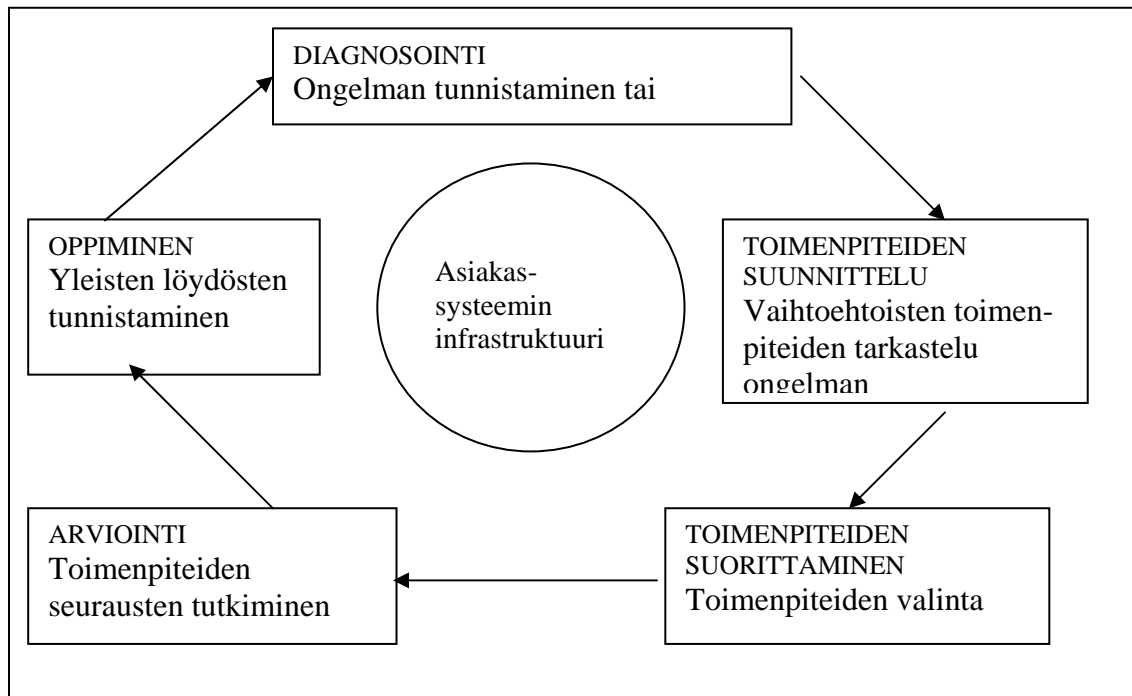 DIAGNOSOINTI
Ongelman tunnistaminen tai
OPPIMINEN
Yleisten löydösten
tunnistaminen
Asiakas-
systeemin
infrastruktuuri
TOIMENPITEIDEN
SUUNNITTELU
Vaihtoehtoisten toimen-
piteiden tarkastelu
ongelman
ARVIOINTI
Toimenpiteiden
seurausten tutkiminen
TOIMENPITEIDEN
SUORITTAMINEN
Toimenpiteiden valinta